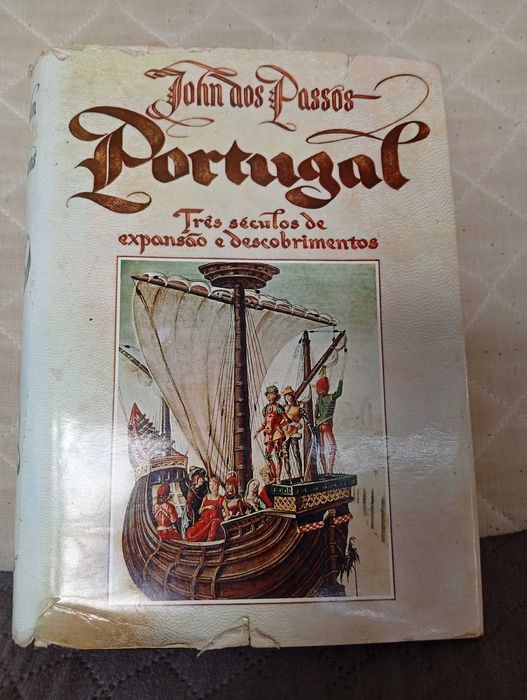 John dos Passos
Portugal
Três séculos de
expansão e descobrimentos